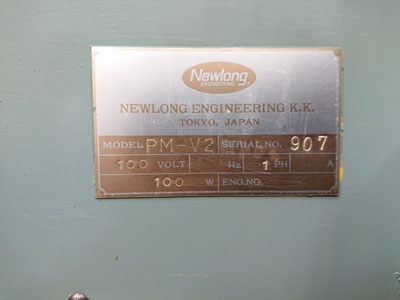 Newlong
ENGINEERING
NEWLONG ENGINEERING K.K.
TOKYO, JAPAN
MODEL PM-V2 SERIAL NO. 907
100 VOLT Hz 1 PH A
100 W. ENG.NO.